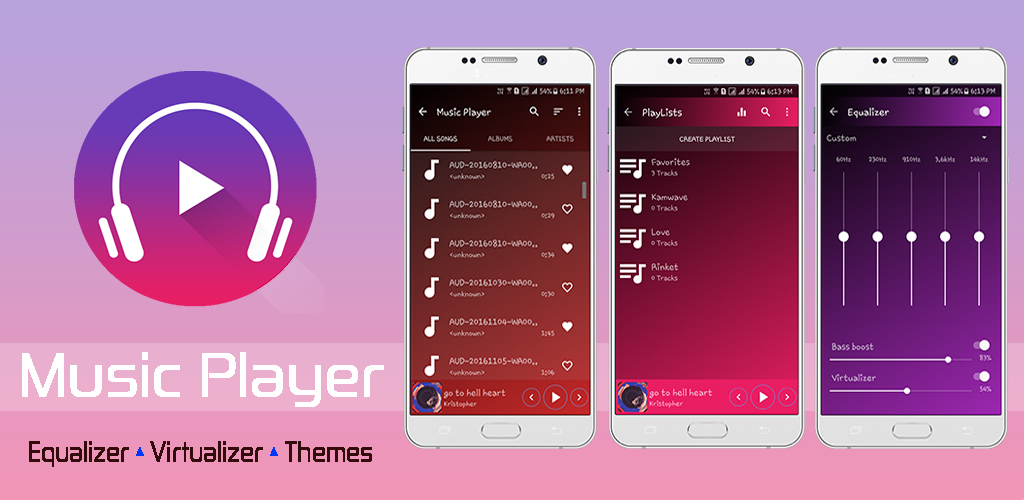 Music Player
Equalizer ▲ Virtualizer ▲ Themes
54% 6:11 PM
Music Player
ALL SONGS ALBUMS ARTISTS
AUD-20160810-WA00..
<unknown> 0:25
AUD-20160810-WA00..
<unknown> 0:29
AUD-20160810-WA00..
<unknown> 0:34
AUD-20161030-WA00..
<unknown> 0:30
AUD-20161104-WA00..
<unknown> 1:45
AUD-20161105-WA00..
<unknown> 1:06
go to hell heart
Kristopher
54% 6:13 PM
PlayLists
CREATE PLAYLIST
Favorites
3 Tracks
Kamwave
0 Tracks
Love
0 Tracks
Rinket
0 Tracks
go to hell heart
Kristopher
54% 6:13 PM
Equalizer
Custom
60Hz 230Hz 910Hz 3,6kHz 14kHz
Bass boost
83%
Virtualizer
54%